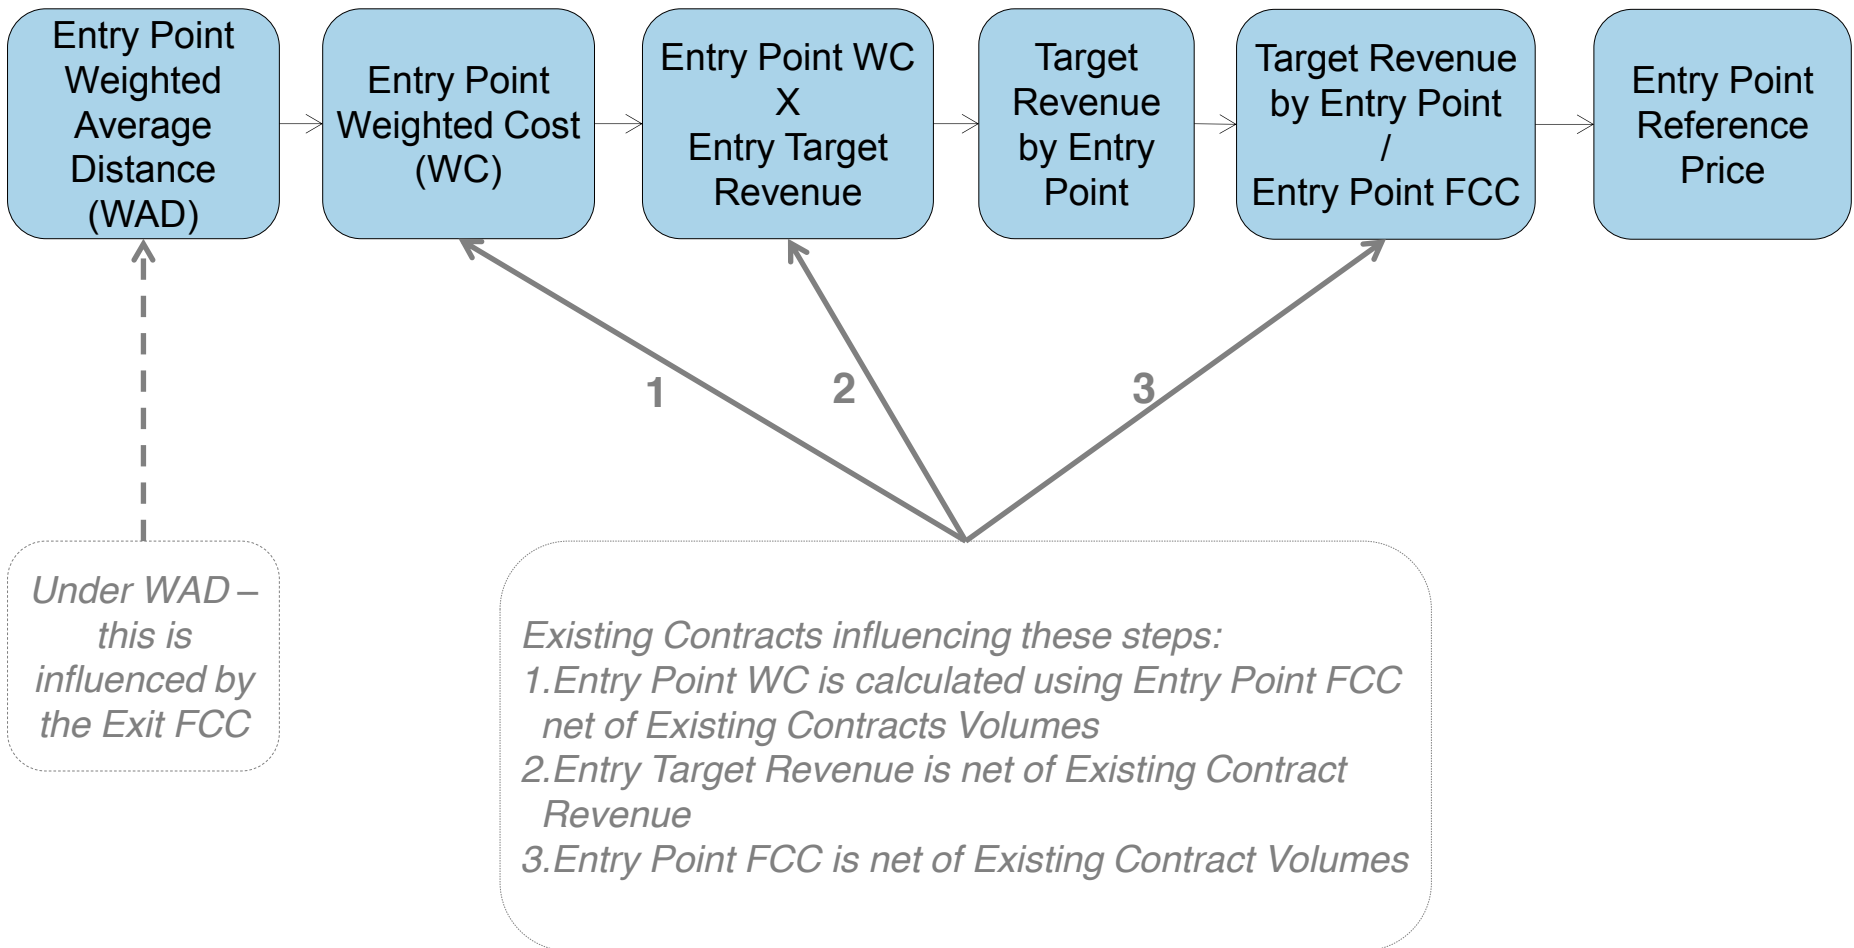 Entry Point
Weighted
Average
Distance
(WAD)
Entry Point
Weighted Cost
(WC)
Entry Point WC
X
Entry Target
Revenue
Target
Revenue
by Entry
Point
Target Revenue
by Entry Point
/
Entry Point FCC
Entry Point
Reference
Price
1
2
3
Under WAD –
this is
influenced by
the Exit FCC
Existing Contracts influencing these steps:
1.Entry Point WC is calculated using Entry Point FCC
net of Existing Contracts Volumes
2.Entry Target Revenue is net of Existing Contract
Revenue
3.Entry Point FCC is net of Existing Contract Volumes